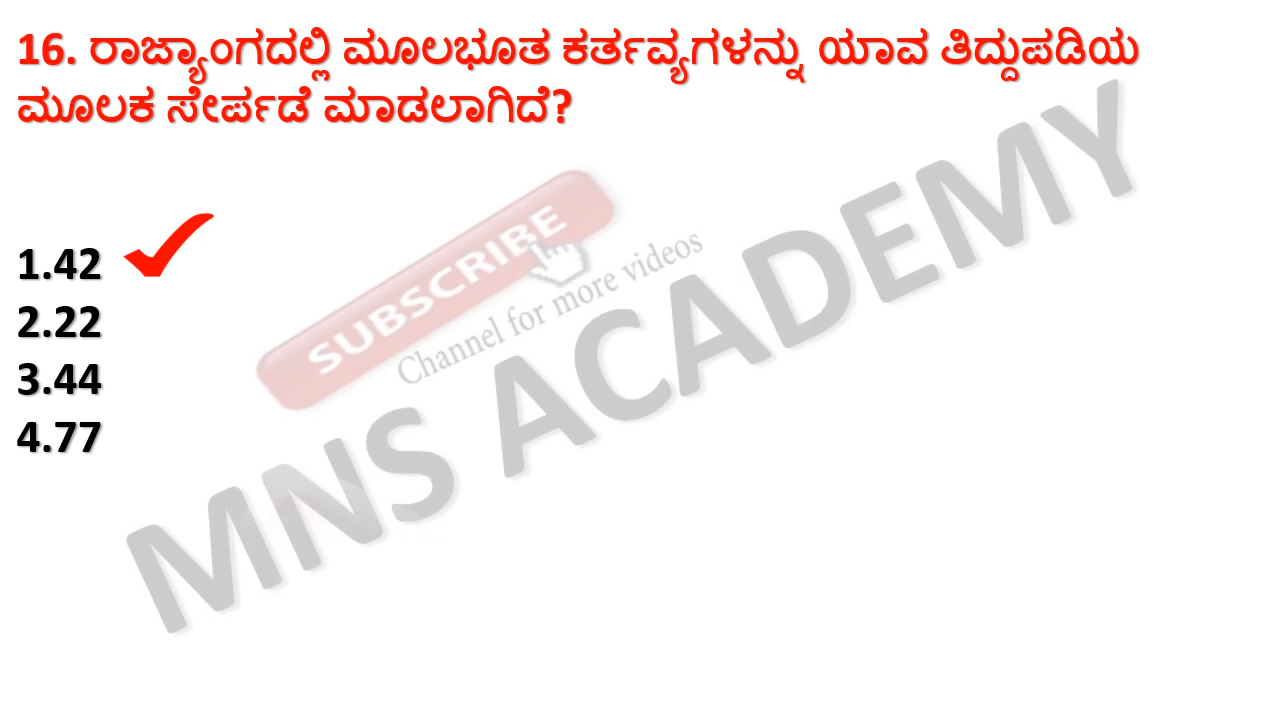 16. ರಾಜ್ಯಾಂಗದಲ್ಲಿ ಮೂಲಭೂತ ಕರ್ತವ್ಯಗಳನ್ನು ಯಾವ ತಿದ್ದುಪಡಿಯ
ಮೂಲಕ ಸೇರ್ಪಡೆ ಮಾಡಲಾಗಿದೆ?
1.42
2.22
3.44
4.77
SUBSCRIBE
Channel for more videos
MNS ACADEMY